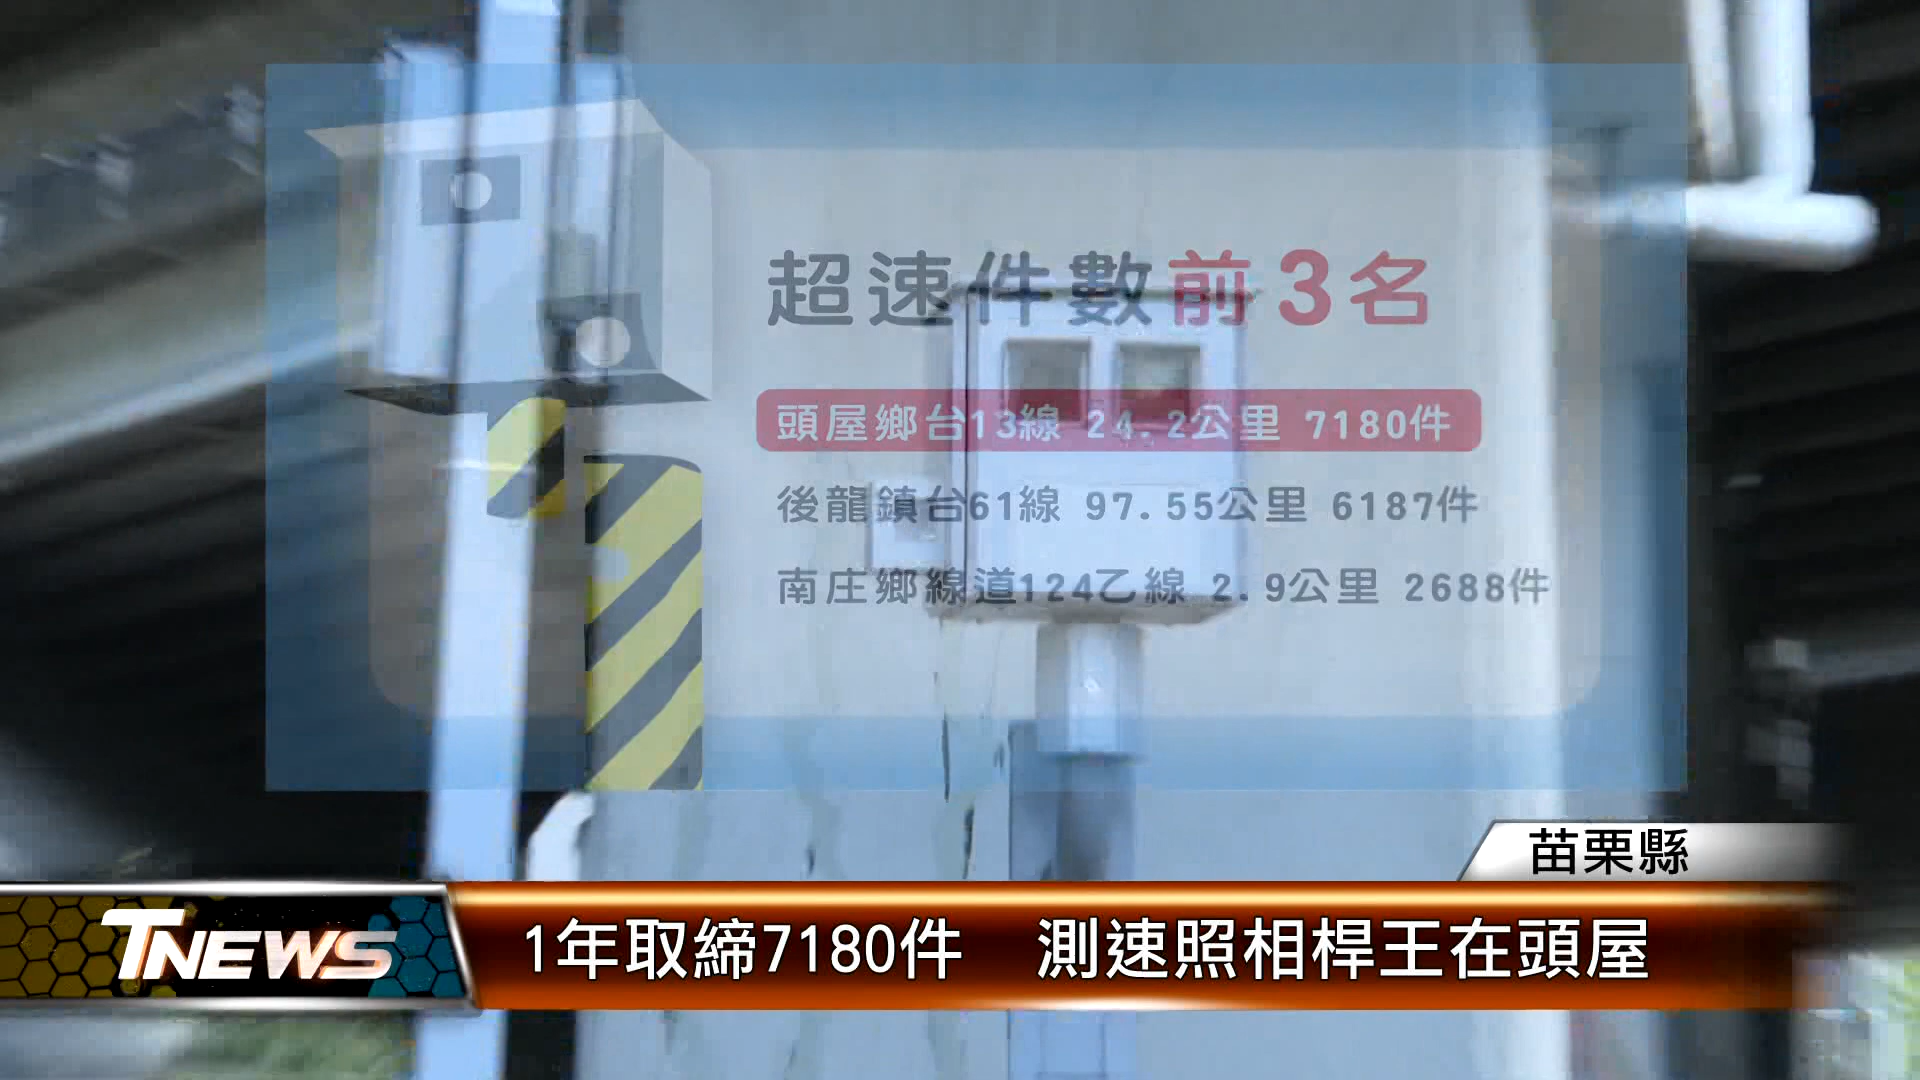 超速件數前3名
頭屋鄉台13線 24.2公里 7180件
後龍鎮台61線 97.55公里 6187件
南庄鄉線道124乙線 2.9公里 2688件
苗栗縣
TNEWS
1年取締7180件 測速照相桿王在頭屋